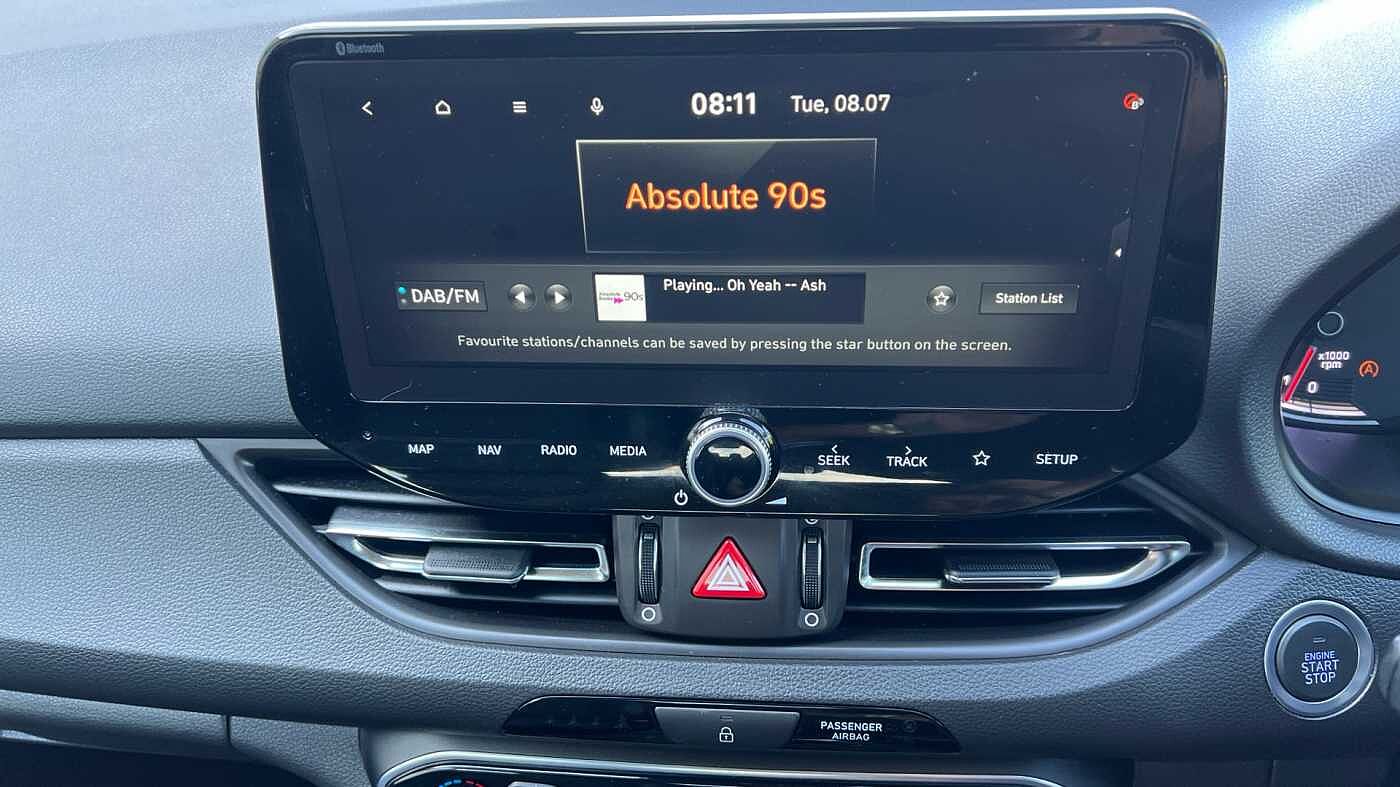 Bluetooth
08:11 Tue, 08.07
Absolute 90s
DAB/FM
90s
Playing... Oh Yeah -- Ash
Station List
Favourite stations/channels can be saved by pressing the star button on the screen.
MAP NAV RADIO MEDIA SEEK TRACK SETUP
x1000
rpm
0
A
ENGINE
START
STOP
PASSENGER
AIRBAG